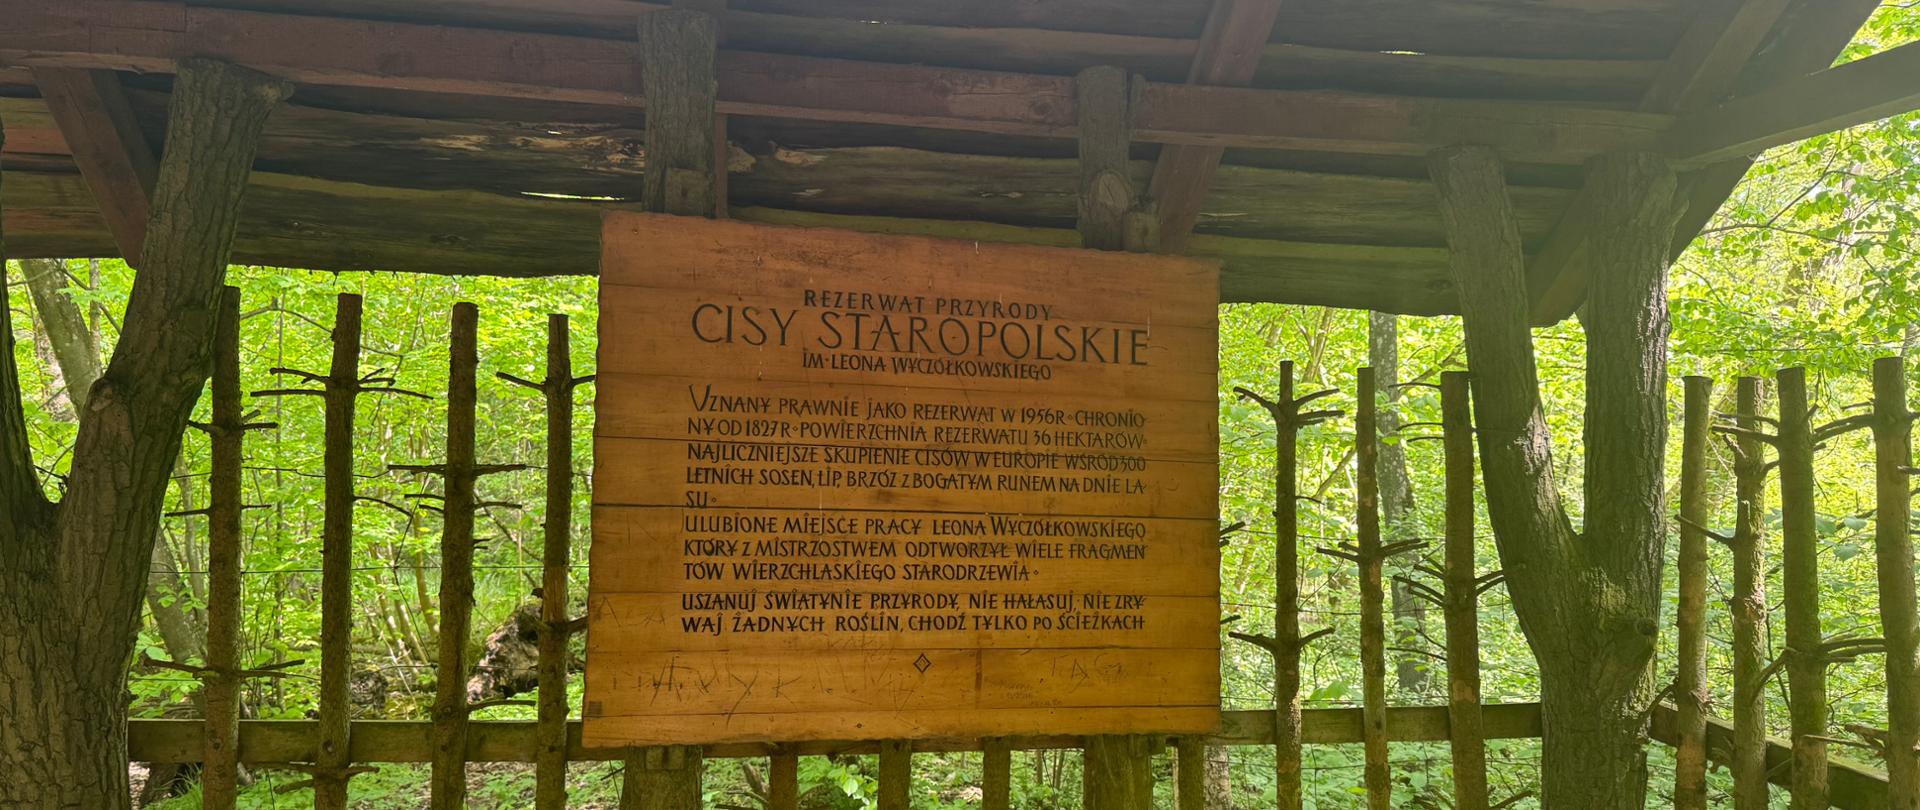 REZERWAT PRZYRODY
CISY STAROPOLSKIE
IM·LEONA WYCZÓŁKOWSKIEGO
UZNANY PRAWNIE JAKO REZERWAT W 1956R·CHRONIO-
NY OD 1827R·POWIERZCHNIA REZERWATU 36 HEKTARÓW·
NAJLICZNIEJSZE SKUPIENIE CISÓW W EUROPIE WŚRÓD 300
LETNICH SOSEN, LIP, BRZÓZ Z BOGATYM RUNEM NA DNIE LA-
SU·
ULUBIONE MIEJSCE PRACY LEONA WYCZÓŁKOWSKIEGO
KTÓRY Z MISTRZOSTWEM ODTWORZYŁ WIELE FRAGMEN
TÓW WIERZCHLASKIEGO STARODRZEWIA·
USZANUJ ŚWIĄTYNIE PRZYRODY, NIE HAŁASUJ, NIE ZRY
WAJ ŻADNYCH ROŚLIN, CHODŹ TYLKO PO ŚCIEŻKACH